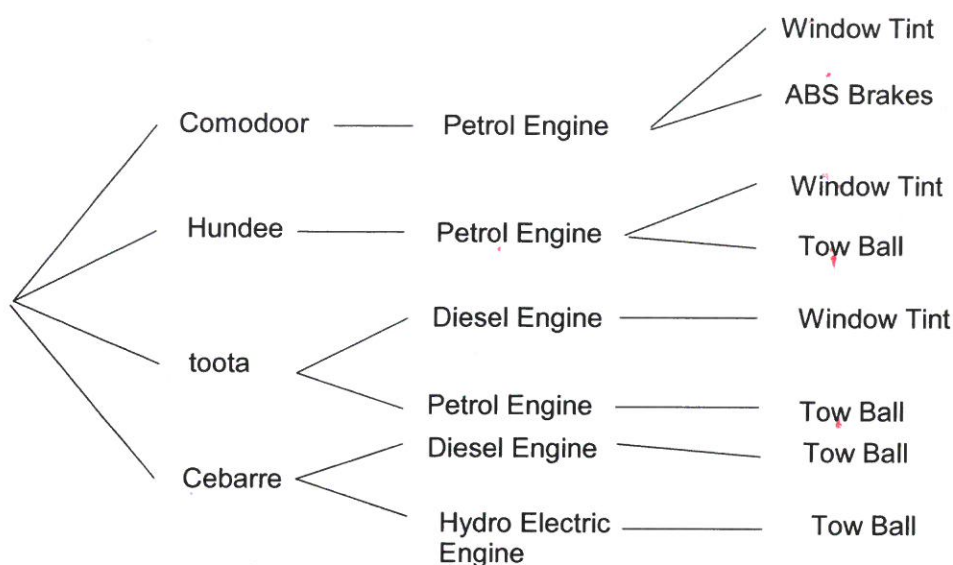 Window Tint
ABS Brakes
Comodoor
Petrol Engine
Window Tint
Hundee
Petrol Engine
Tow Ball
Diesel Engine
Window Tint
toota
Petrol Engine
Tow Ball
Diesel Engine
Tow Ball
Cebarre
Hydro Electric
Engine
Tow Ball